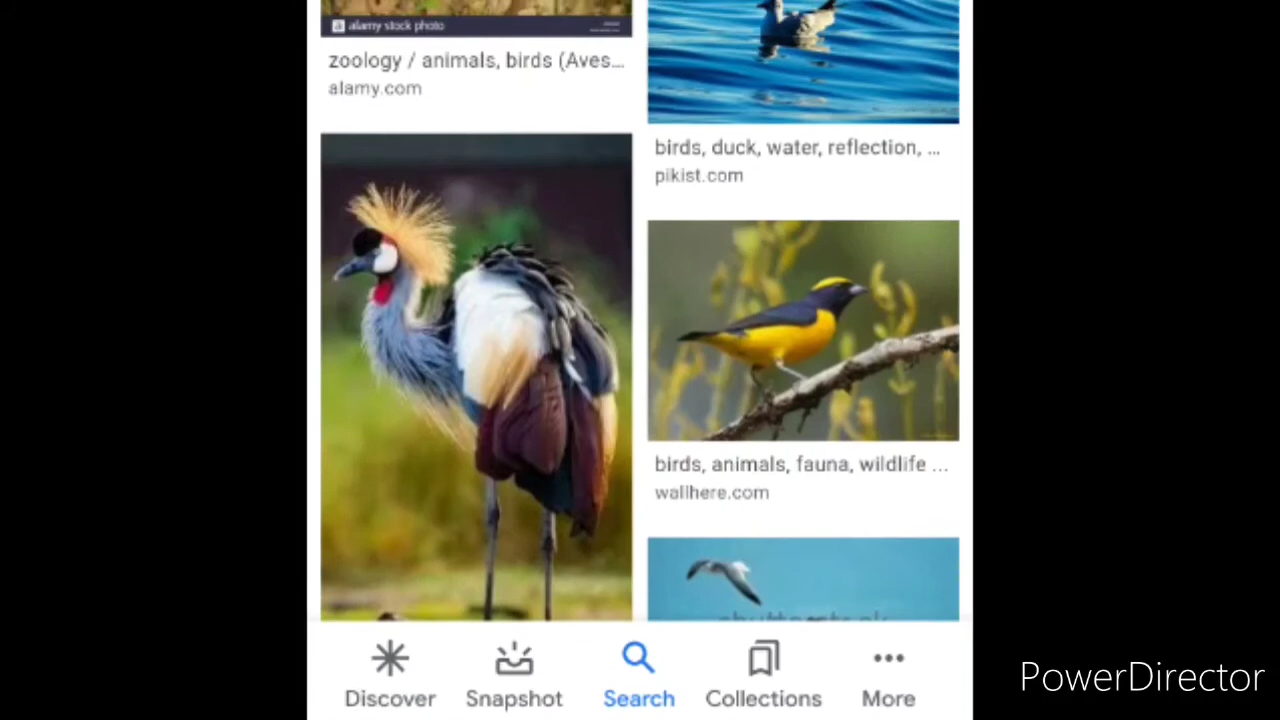 alamy stock photo
zoology / animals, birds (Aves...
alamy.com
birds, duck, water, reflection, ...
pikist.com
birds, animals, fauna, wildlife ...
wallhere.com
Discover
Snapshot
Search
Collections
More
PowerDirector